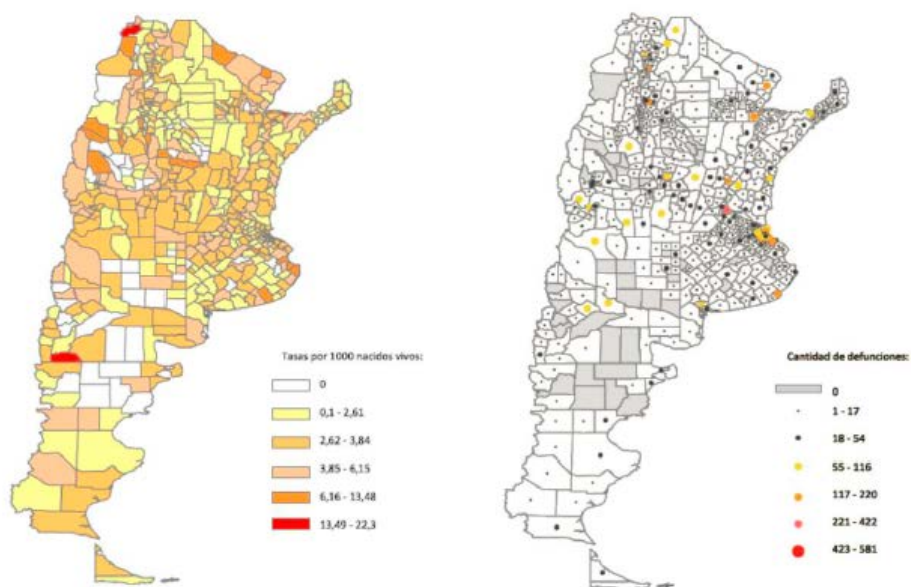 Tasas por 1000 nacidos vivos:
0
0,1 - 2,61
2,62 - 3,84
3,85 - 6,15
6,16 - 13,48
13,49 - 22,3
Cantidad de defunciones:
0
1 - 17
18 - 54
55 - 116
117 - 220
221 - 422
423 - 581